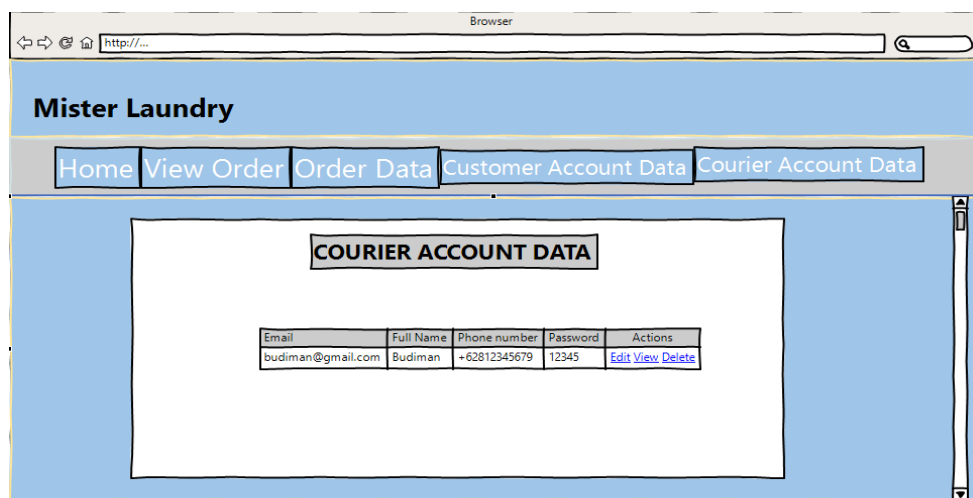 Browser
http://...
Mister Laundry
Home View Order Order Data Customer Account Data Courier Account Data
COURIER ACCOUNT DATA
Email Full Name Phone number Password Actions
budiman@gmail.com Budiman +62812345679 12345 Edit View Delete